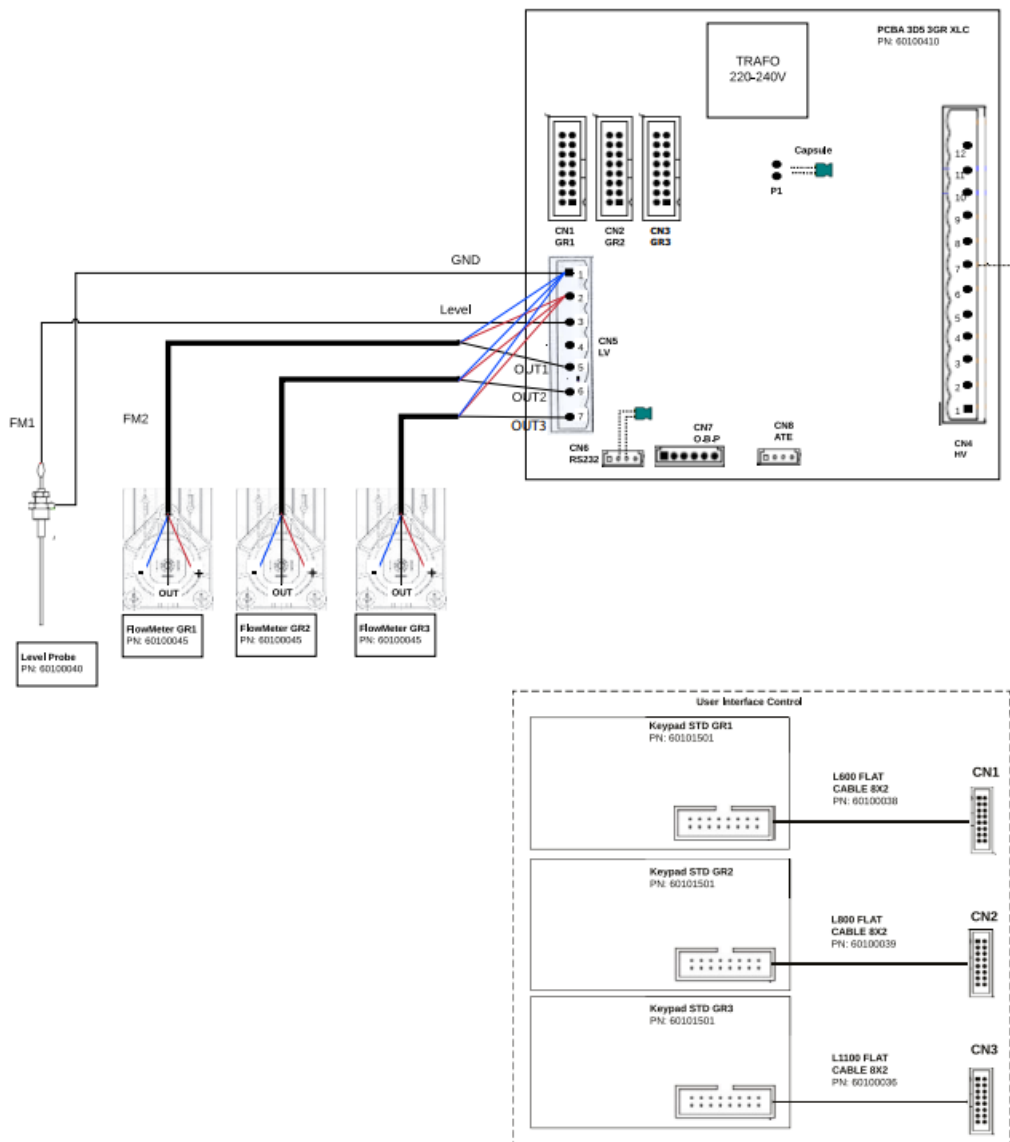 PCBA 3D5 3GR XLC
PN: 60100410
TRAFO
220-240V
Capsule
P1
CN1
GR1
CN2
GR2
CN3
GR3
12
11
10
9
8
7
6
5
4
3
2
1
CN4
HV
GND
Level
1
2
3
4
5
6
7
CN5
LV
OUT1
OUT2
OUT3
FM1
FM2
CN6
RS232
CN7
O.B.P
CN8
ATE
- +
OUT
- +
OUT
- +
OUT
FlowMeter GR1
PN: 60100045
FlowMeter GR2
PN: 60100045
FlowMeter GR3
PN: 60100045
Level Probe
PN: 60100040
User Interface Control
Keypad STD GR1
PN: 60101501
L600 FLAT
CABLE 8X2
PN: 60100038
CN1
Keypad STD GR2
PN: 60101501
L800 FLAT
CABLE 8X2
PN: 60100039
CN2
Keypad STD GR3
PN: 60101501
L1100 FLAT
CABLE 8X2
PN: 60100036
CN3